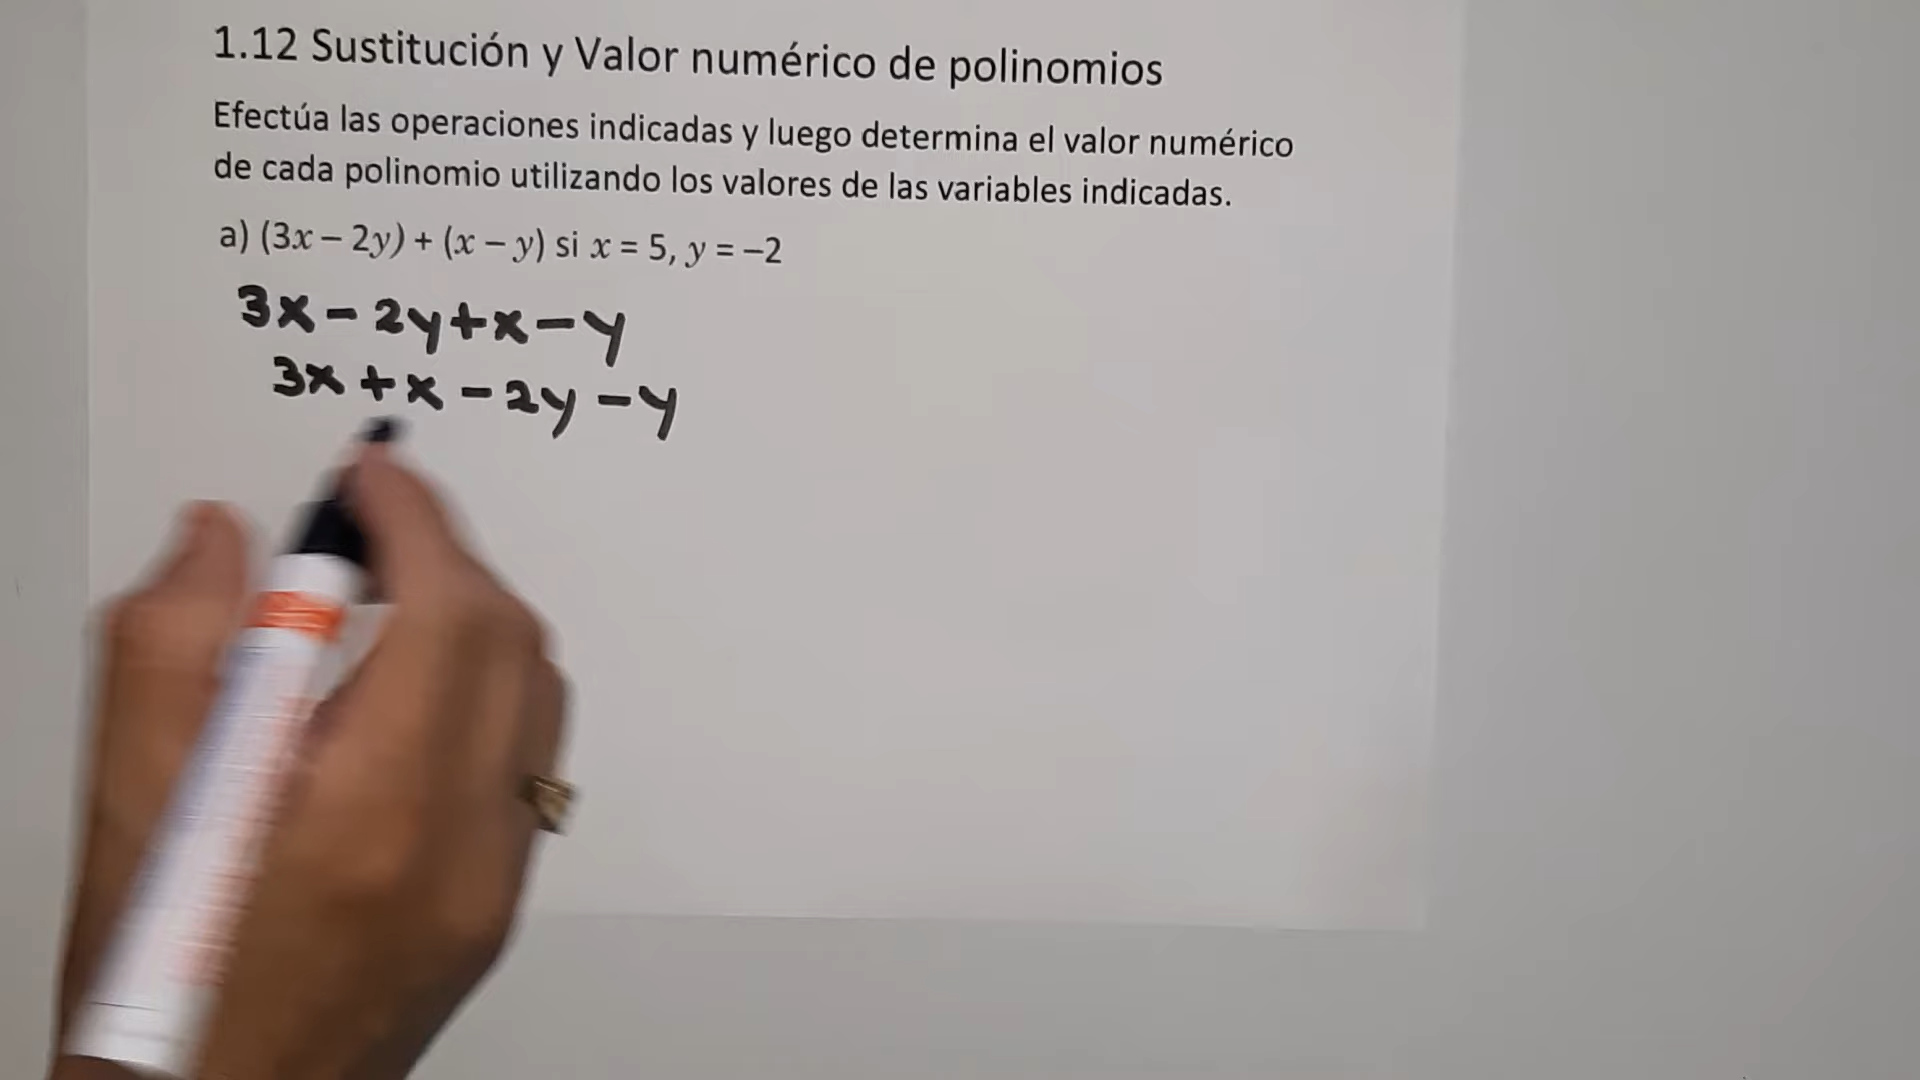 1.12 Sustitución y Valor numérico de polinomios
Efectúa las operaciones indicadas y luego determina el valor numérico
de cada polinomio utilizando los valores de las variables indicadas.
a) (3x – 2y) + (x – y) si x = 5, y = –2
3x – 2y + x – y
3x + x – 2y – y